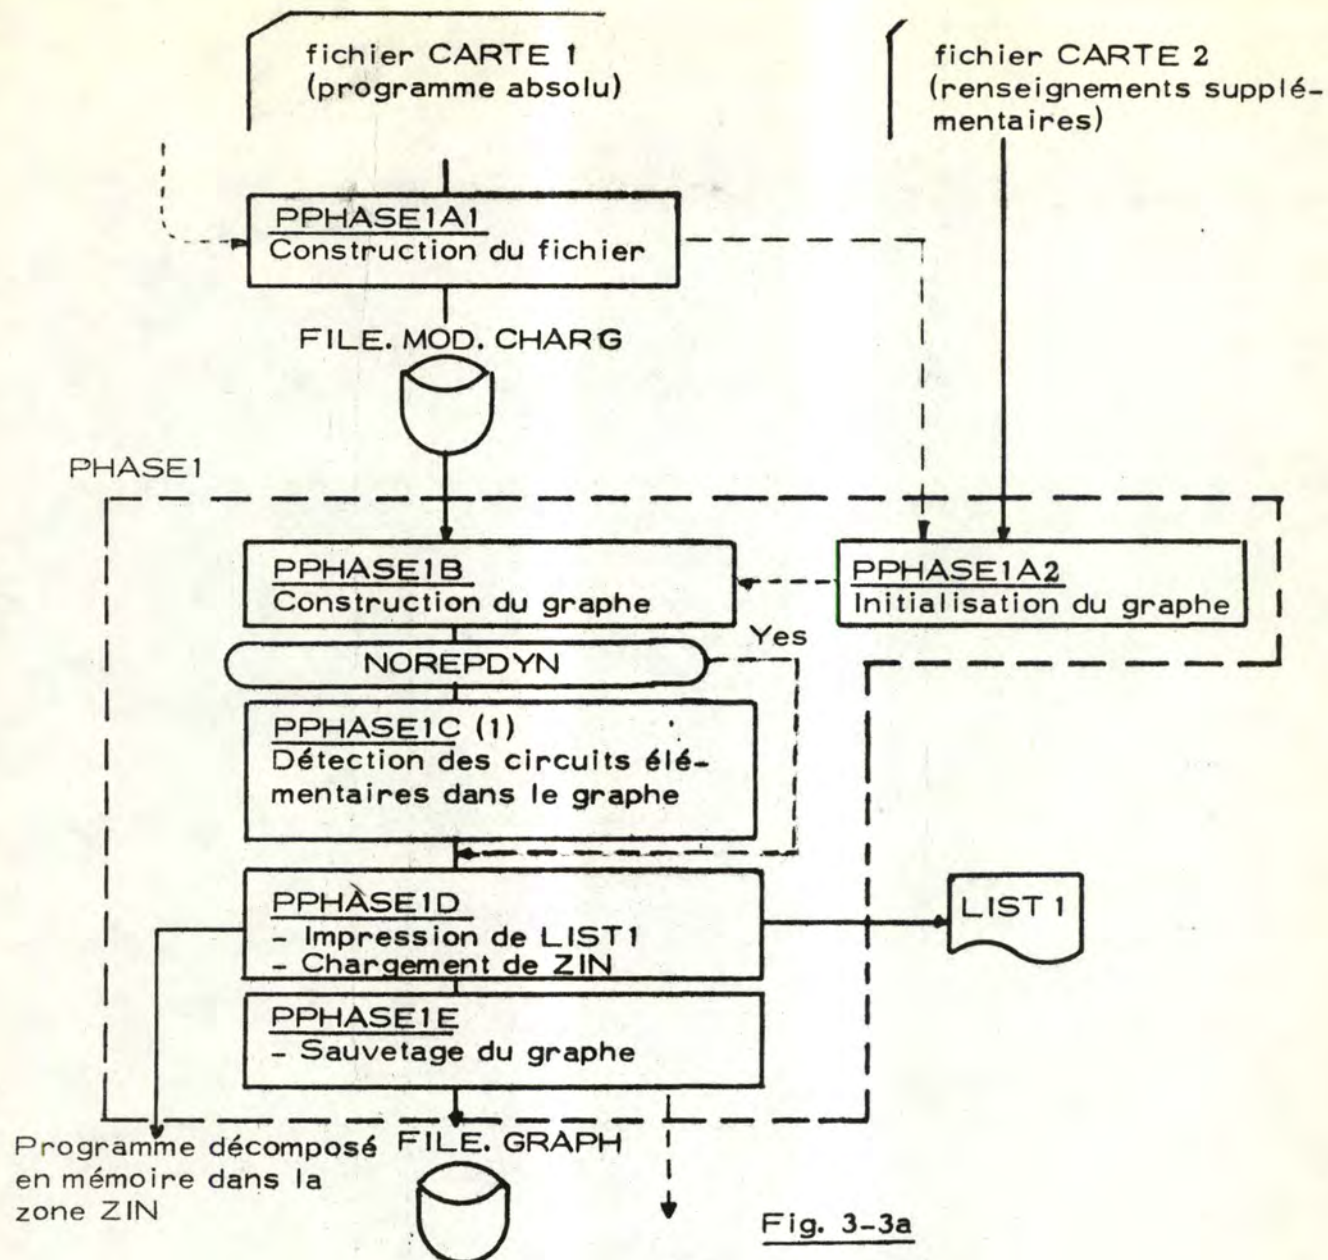 fichier CARTE 1
(programme absolu)
fichier CARTE 2
(renseignements supplé-
mentaires)
PPHASE1A1
Construction du fichier
FILE. MOD. CHARG
PHASE1
PPHASE1B
Construction du graphe
PPHASE1A2
Initialisation du graphe
Yes
NOREPDYN
PPHASE1C (1)
Détection des circuits élé-
mentaires dans le graphe
PPHASE1D
- Impression de LIST1
- Chargement de ZIN
LIST 1
PPHASE1E
- Sauvetage du graphe
Programme décomposé
en mémoire dans la
zone ZIN
FILE. GRAPH
Fig. 3-3a